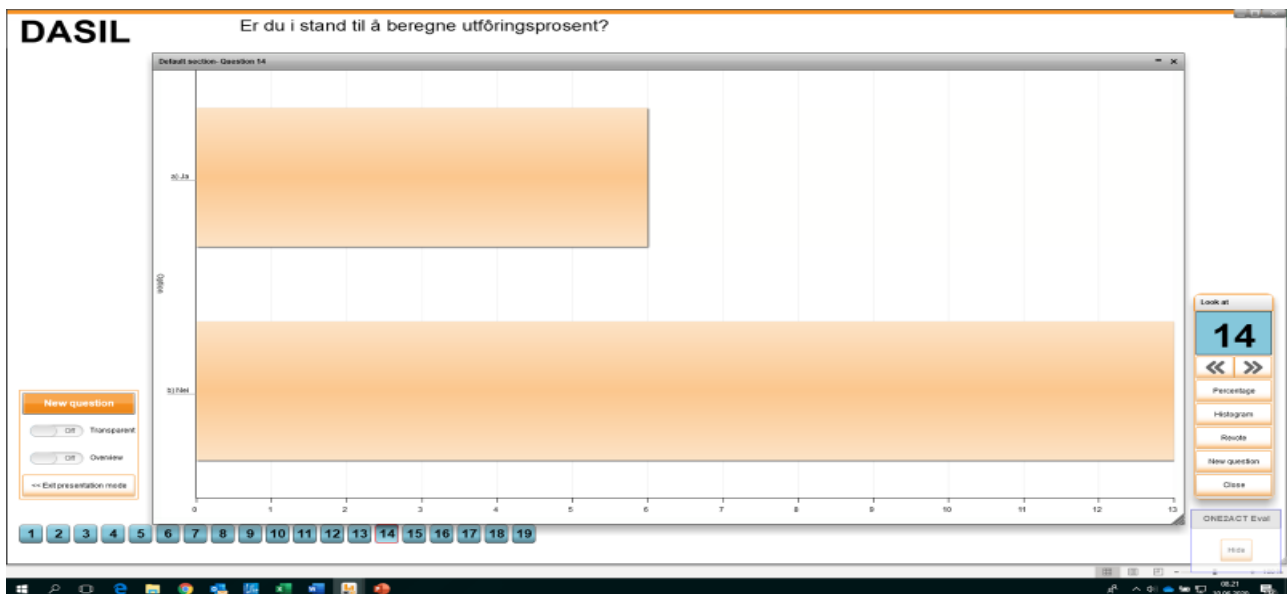 DASIL
Er du i stand til å beregne utfôringsprosent?
Default section- Question 14
a) Ja
Option
b) Nei
0 1 2 3 4 5 6 7 8 9 10 11 12 13
New question
Off Transparent
Off Overview
<< Exit presentation mode
Look at
14
Percentage
Histogram
Revote
New question
Close
ONE2ACT Eval
Hide
1 2 3 4 5 6 7 8 9 10 11 12 13 14 15 16 17 18 19
08.21